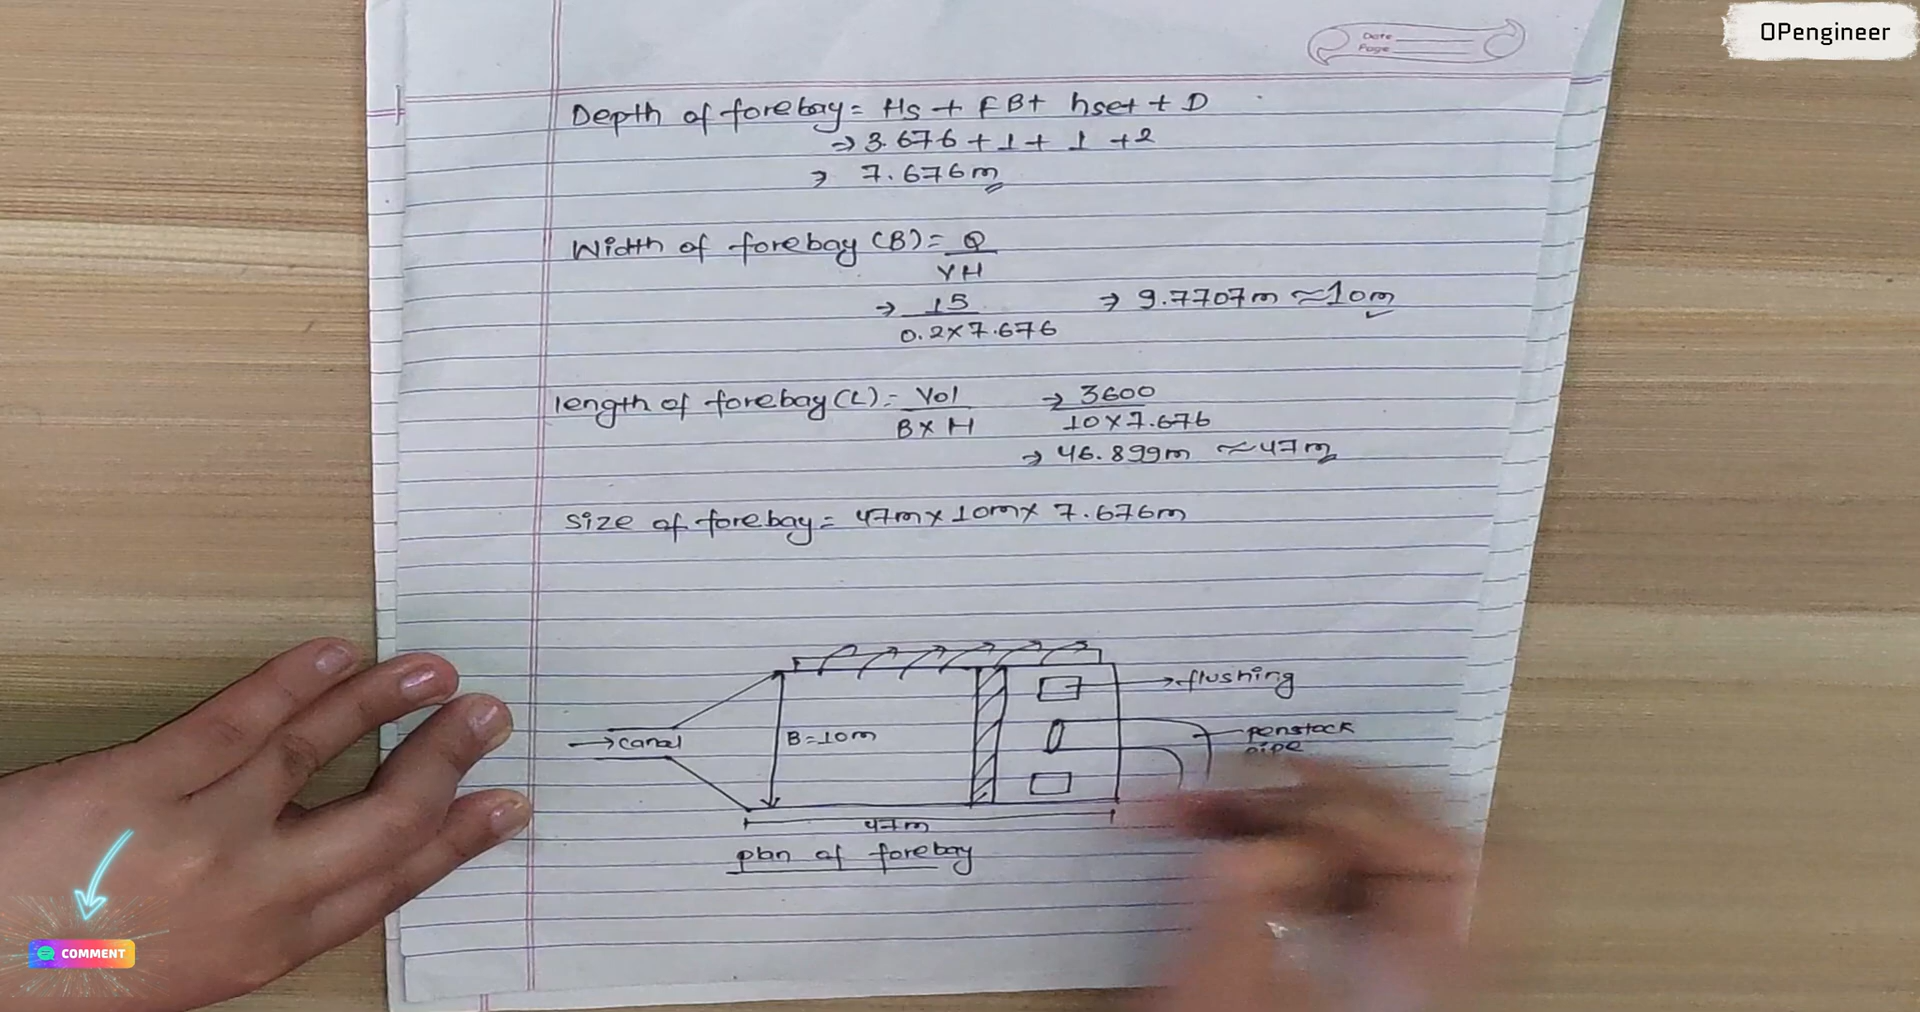 OPengineer
Date
Page
Depth of forebay = Hs + FB + hset + D
→ 3.676 + 1 + 1 + 2
→ 7.676m
Width of forebay (B) = Q
VH
→ 15 → 9.7707m ≈ 10m
0.2×7.676
length of forebay (L) = Vol → 3600
B×H 10×7.676
→ 46.899m ≈ 47m
size of forebay = 47m × 10m × 7.676m
→ flushing
→ canal B=10m penstock
pipe
47m
plan of forebay
COMMENT